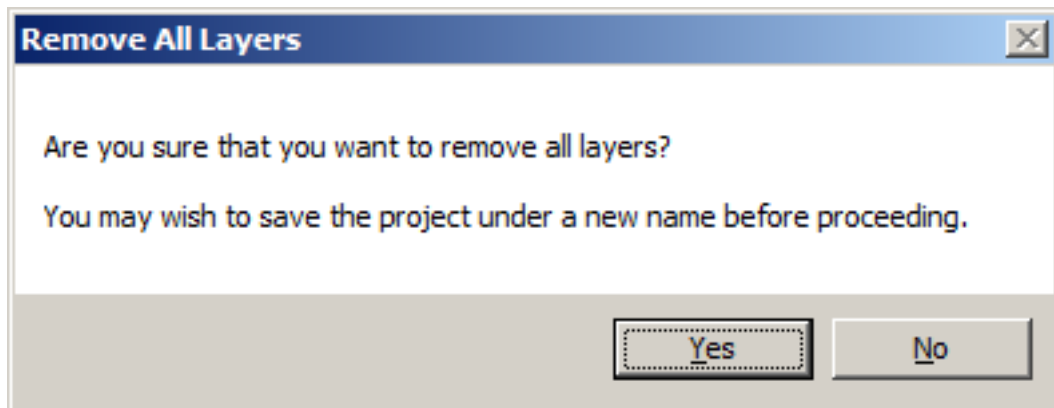 Remove All Layers
Are you sure that you want to remove all layers?
You may wish to save the project under a new name before proceeding.
Yes
No